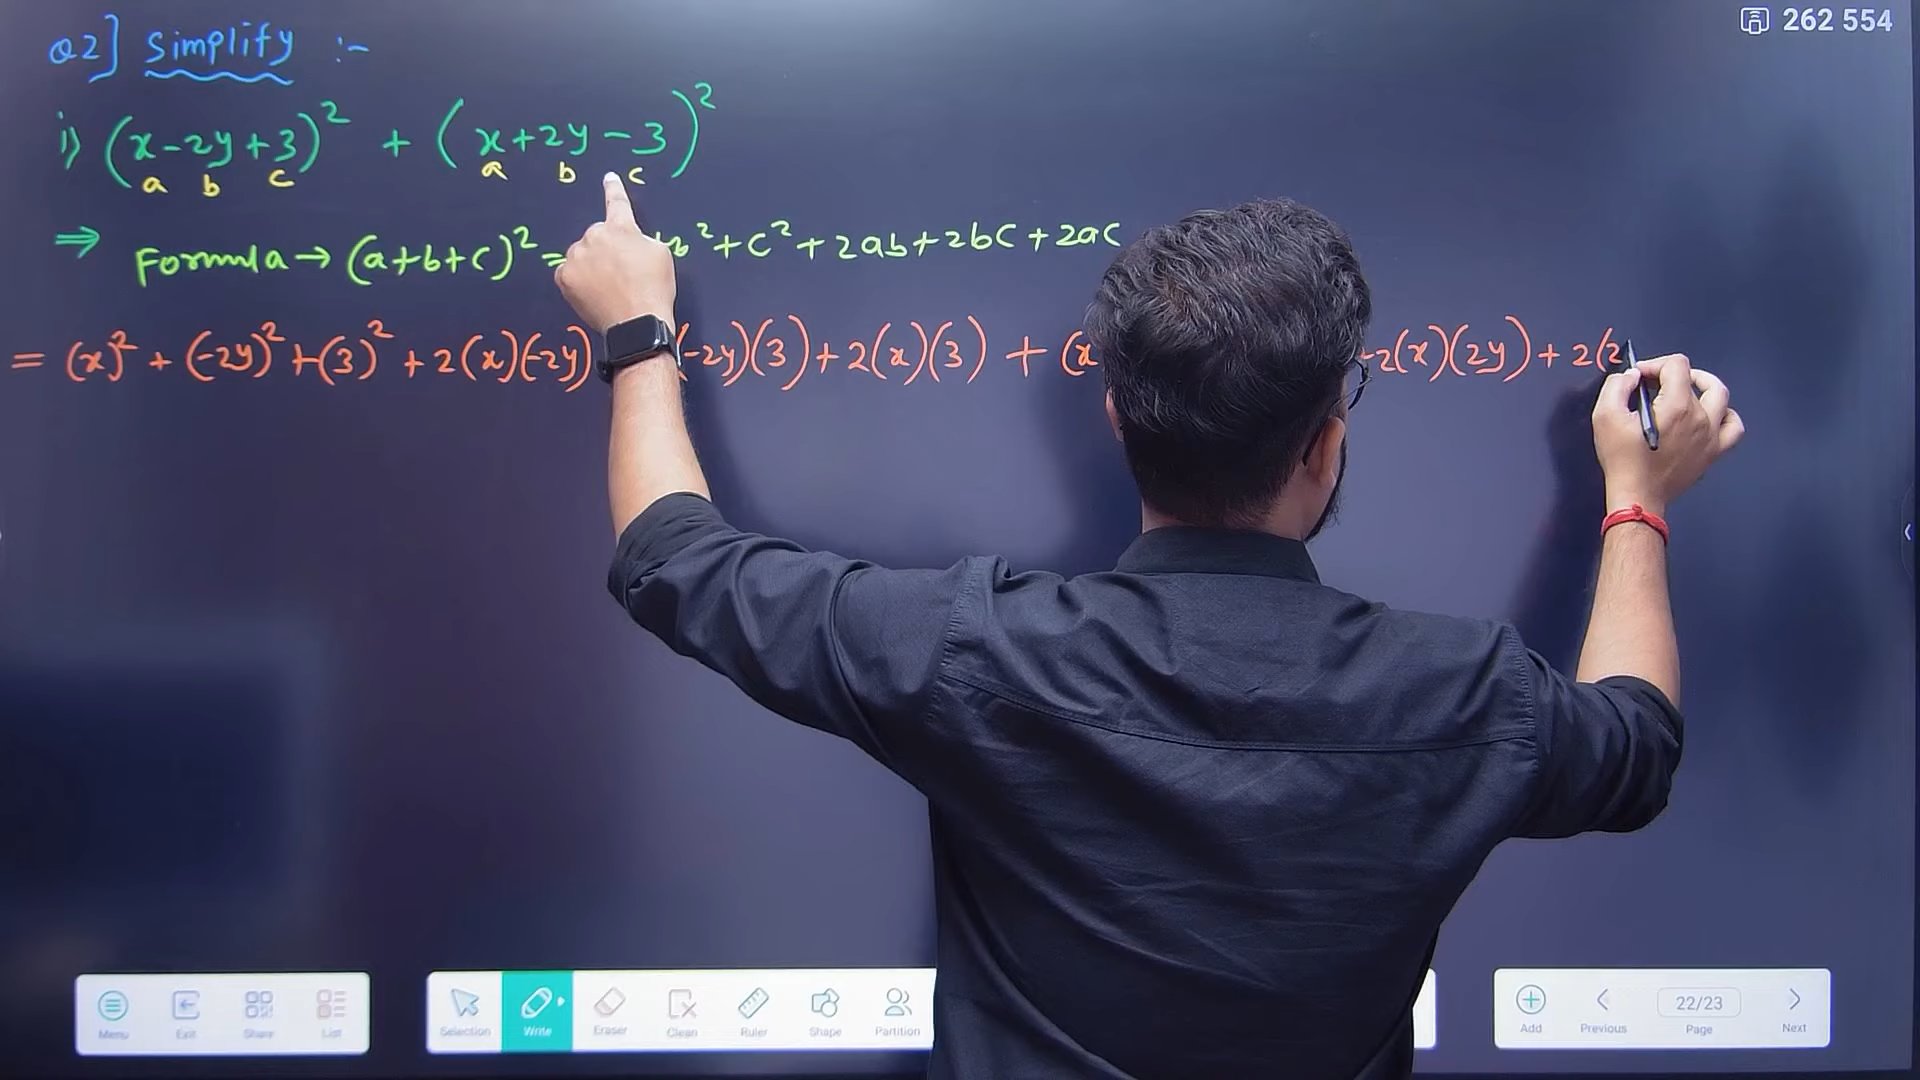 262 554
Q2] Simplify :-
i) (x-2y+3)² + (x+2y-3)²
a b c a b c
⇒ Formula → (a+b+c)² = b²+c²+2ab+2bc+2ac
= (x)² + (-2y)² + (3)² + 2(x)(-2y) (-2y)(3)+2(x)(3) + (x 2(x)(2y)+2(2
Menu Exit Share List Selection Write Eraser Clean Ruler Shape Partition Add Previous 22/23 Page Next